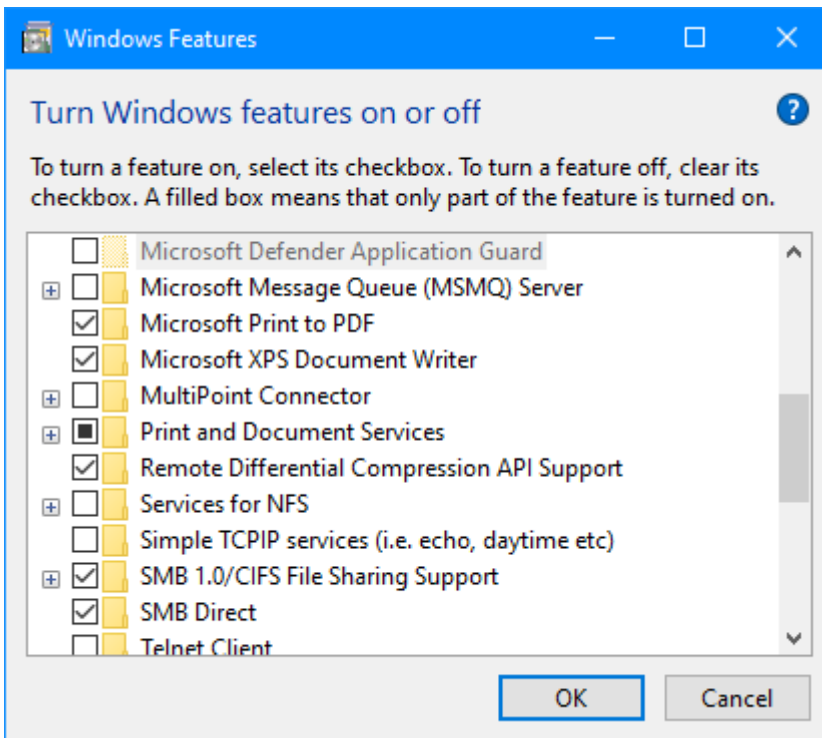 Windows Features
Turn Windows features on or off
?
To turn a feature on, select its checkbox. To turn a feature off, clear its
checkbox. A filled box means that only part of the feature is turned on.
Microsoft Defender Application Guard
Microsoft Message Queue (MSMQ) Server
Microsoft Print to PDF
Microsoft XPS Document Writer
MultiPoint Connector
Print and Document Services
Remote Differential Compression API Support
Services for NFS
Simple TCPIP services (i.e. echo, daytime etc)
SMB 1.0/CIFS File Sharing Support
SMB Direct
Telnet Client
OK Cancel